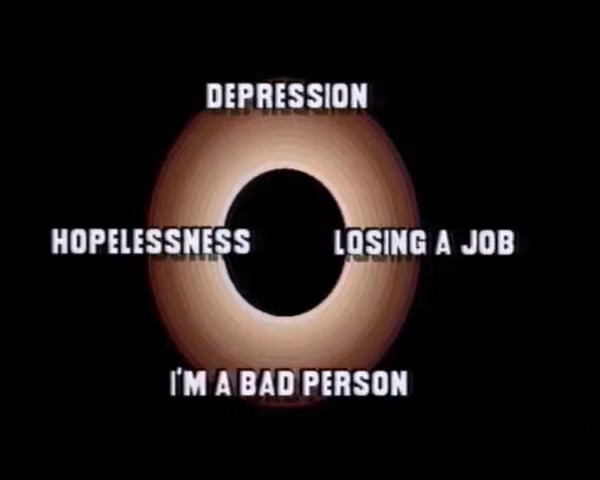 DEPRESSION
HOPELESSNESS
LOSING A JOB
I'M A BAD PERSON